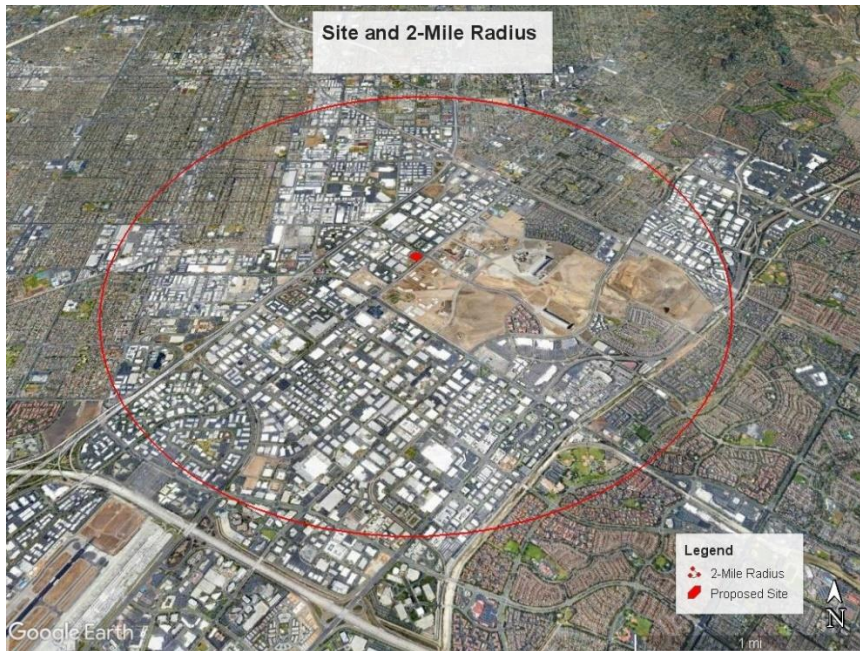 Site and 2-Mile Radius
Legend
2-Mile Radius
Proposed Site
N
Google Earth
1 mi